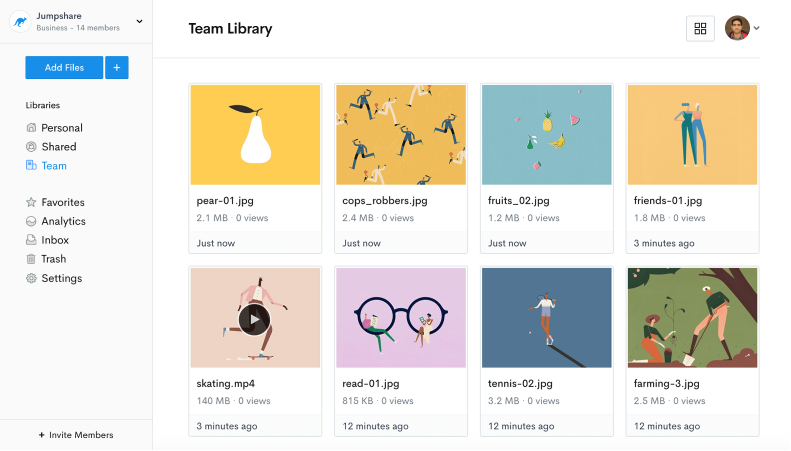 Jumpshare
Business - 14 members
Add Files
+
Libraries
Personal
Shared
Team
Favorites
Analytics
Inbox
Trash
Settings
+ Invite Members
Team Library
pear-01.jpg
2.1 MB · 0 views
Just now
cops_robbers.jpg
2.4 MB · 0 views
Just now
fruits_02.jpg
1.2 MB · 0 views
Just now
friends-01.jpg
1.8 MB · 0 views
3 minutes ago
skating.mp4
140 MB · 0 views
3 minutes ago
read-01.jpg
815 KB · 0 views
12 minutes ago
tennis-02.jpg
3.2 MB · 0 views
12 minutes ago
farming-3.jpg
2.5 MB · 0 views
12 minutes ago